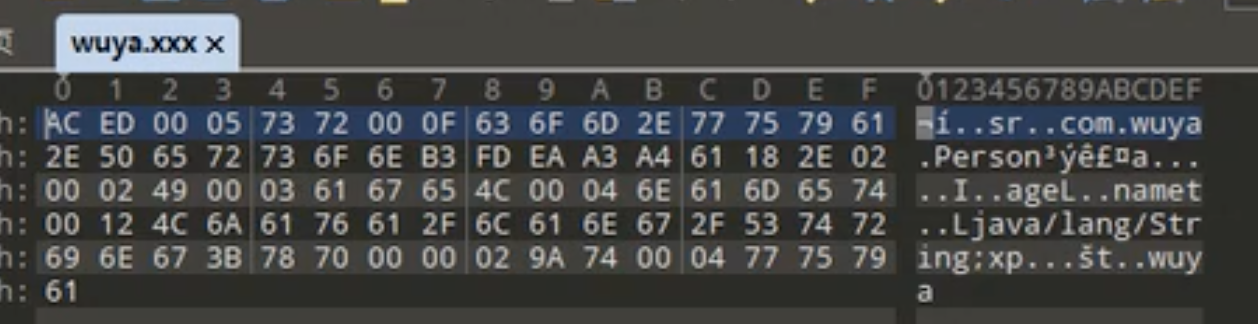 wuya.xxx ×
0 1 2 3 4 5 6 7 8 9 A B C D E F 0123456789ABCDEF
h: AC ED 00 05 73 72 00 0F 63 6F 6D 2E 77 75 79 61 ¬í..sr..com.wuya
h: 2E 50 65 72 73 6F 6E B3 FD EA A3 A4 61 18 2E 02 .Person³ýê£¤a...
h: 00 02 49 00 03 61 67 65 4C 00 04 6E 61 6D 65 74 ..I..ageL..namet
h: 00 12 4C 6A 61 76 61 2F 6C 61 6E 67 2F 53 74 72 ..Ljava/lang/Str
h: 69 6E 67 3B 78 70 00 00 02 9A 74 00 04 77 75 79 ing;xp...št..wuy
h: 61 a